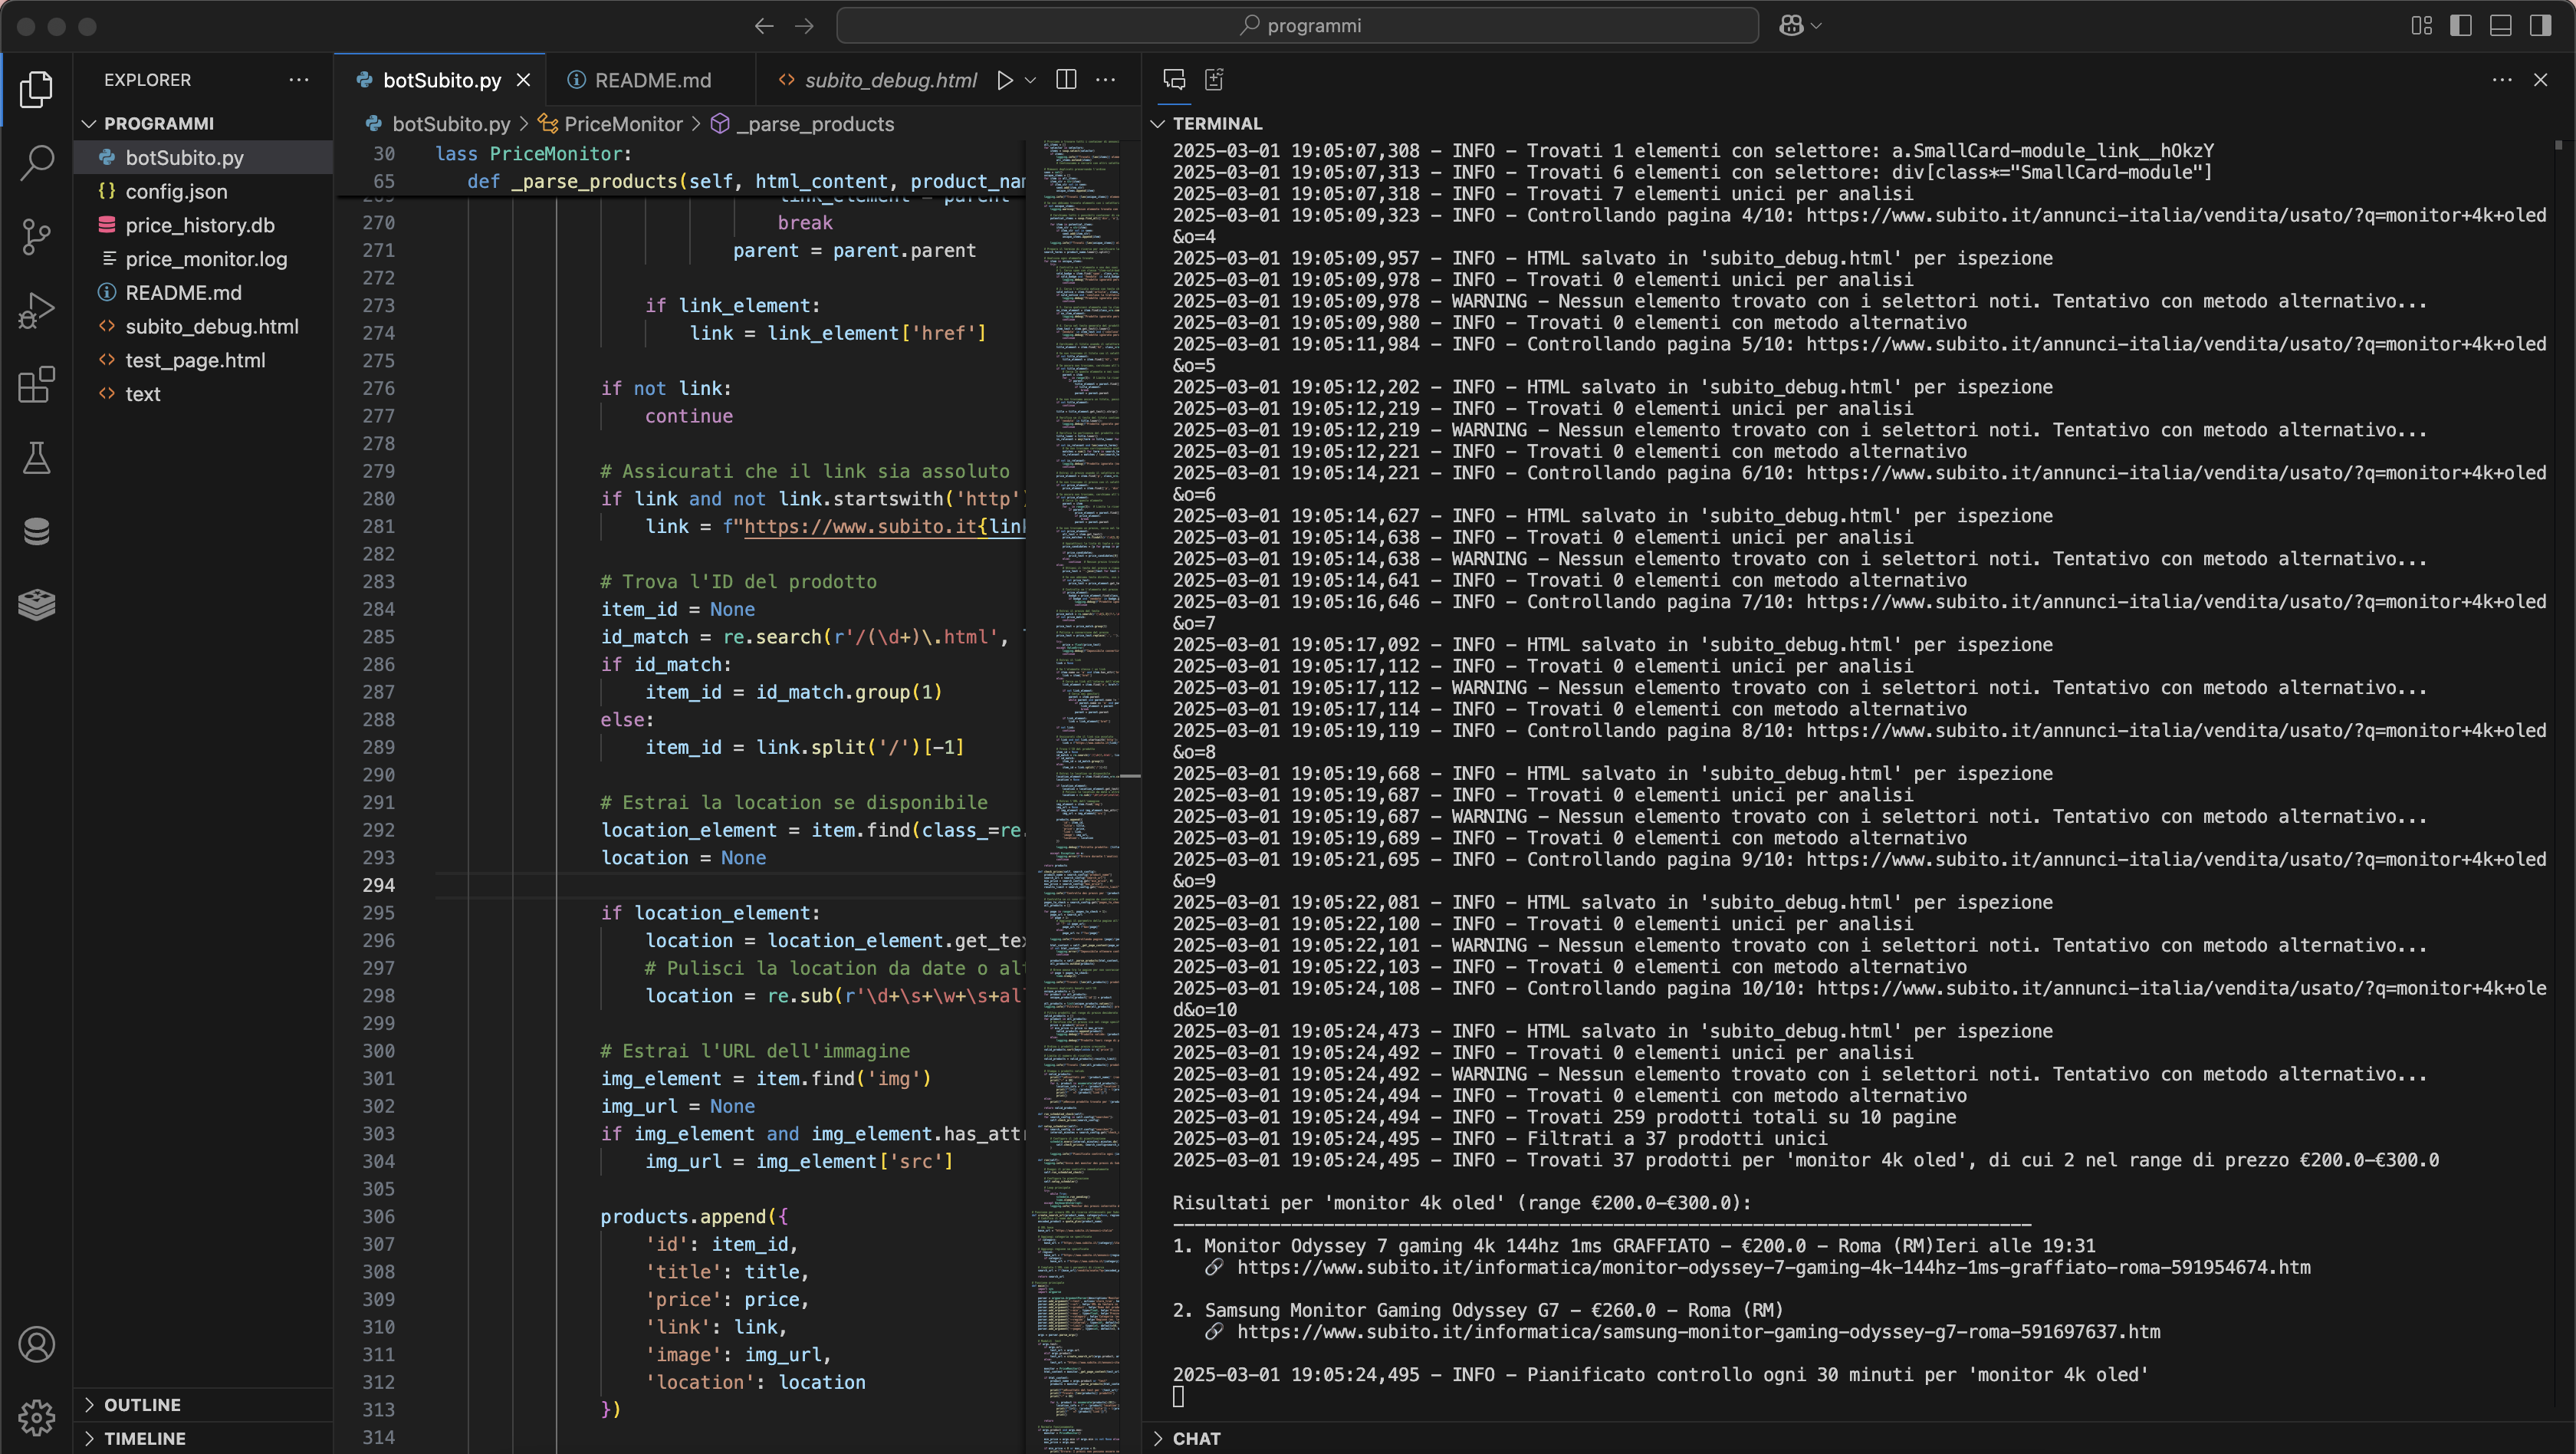 programmi
EXPLORER
PROGRAMMI
botSubito.py
config.json
price_history.db
price_monitor.log
README.md
subito_debug.html
test_page.html
text
OUTLINE
TIMELINE
botSubito.py
README.md
subito_debug.html
botSubito.py > PriceMonitor > _parse_products
30 class PriceMonitor:
65 def _parse_products(self, html_content, product_nam
270 break
271 parent = parent.parent
272
273 if link_element:
274 link = link_element['href']
275
276 if not link:
277 continue
278
279 # Assicurati che il link sia assoluto
280 if link and not link.startswith('http')
281 link = f"https://www.subito.it{link
282
283 # Trova l'ID del prodotto
284 item_id = None
285 id_match = re.search(r'/(\d+)\.html',
286 if id_match:
287 item_id = id_match.group(1)
288 else:
289 item_id = link.split('/')[-1]
290
291 # Estrai la location se disponibile
292 location_element = item.find(class_=re.
293 location = None
294
295 if location_element:
296 location = location_element.get_tex
297 # Pulisci la location da date o alt
298 location = re.sub(r'\d+\s+\w+\s+al
299
300 # Estrai l'URL dell'immagine
301 img_element = item.find('img')
302 img_url = None
303 if img_element and img_element.has_attr
304 img_url = img_element['src']
305
306 products.append({
307 'id': item_id,
308 'title': title,
309 'price': price,
310 'link': link,
311 'image': img_url,
312 'location': location
313 })
314
TERMINAL
2025-03-01 19:05:07,308 - INFO - Trovati 1 elementi con selettore: a.SmallCard-module_link__hOkzY
2025-03-01 19:05:07,313 - INFO - Trovati 6 elementi con selettore: div[class*="SmallCard-module"]
2025-03-01 19:05:07,318 - INFO - Trovati 7 elementi unici per analisi
2025-03-01 19:05:09,323 - INFO - Controllando pagina 4/10: https://www.subito.it/annunci-italia/vendita/usato/?q=monitor+4k+oled
&o=4
2025-03-01 19:05:09,957 - INFO - HTML salvato in 'subito_debug.html' per ispezione
2025-03-01 19:05:09,978 - INFO - Trovati 0 elementi unici per analisi
2025-03-01 19:05:09,978 - WARNING - Nessun elemento trovato con i selettori noti. Tentativo con metodo alternativo...
2025-03-01 19:05:09,980 - INFO - Trovati 0 elementi con metodo alternativo
2025-03-01 19:05:11,984 - INFO - Controllando pagina 5/10: https://www.subito.it/annunci-italia/vendita/usato/?q=monitor+4k+oled
&o=5
2025-03-01 19:05:12,202 - INFO - HTML salvato in 'subito_debug.html' per ispezione
2025-03-01 19:05:12,219 - INFO - Trovati 0 elementi unici per analisi
2025-03-01 19:05:12,219 - WARNING - Nessun elemento trovato con i selettori noti. Tentativo con metodo alternativo...
2025-03-01 19:05:12,221 - INFO - Trovati 0 elementi con metodo alternativo
2025-03-01 19:05:14,221 - INFO - Controllando pagina 6/10: https://www.subito.it/annunci-italia/vendita/usato/?q=monitor+4k+oled
&o=6
2025-03-01 19:05:14,627 - INFO - HTML salvato in 'subito_debug.html' per ispezione
2025-03-01 19:05:14,638 - INFO - Trovati 0 elementi unici per analisi
2025-03-01 19:05:14,638 - WARNING - Nessun elemento trovato con i selettori noti. Tentativo con metodo alternativo...
2025-03-01 19:05:14,641 - INFO - Trovati 0 elementi con metodo alternativo
2025-03-01 19:05:16,646 - INFO - Controllando pagina 7/10: https://www.subito.it/annunci-italia/vendita/usato/?q=monitor+4k+oled
&o=7
2025-03-01 19:05:17,092 - INFO - HTML salvato in 'subito_debug.html' per ispezione
2025-03-01 19:05:17,112 - INFO - Trovati 0 elementi unici per analisi
2025-03-01 19:05:17,112 - WARNING - Nessun elemento trovato con i selettori noti. Tentativo con metodo alternativo...
2025-03-01 19:05:17,114 - INFO - Trovati 0 elementi con metodo alternativo
2025-03-01 19:05:19,119 - INFO - Controllando pagina 8/10: https://www.subito.it/annunci-italia/vendita/usato/?q=monitor+4k+oled
&o=8
2025-03-01 19:05:19,668 - INFO - HTML salvato in 'subito_debug.html' per ispezione
2025-03-01 19:05:19,687 - INFO - Trovati 0 elementi unici per analisi
2025-03-01 19:05:19,687 - WARNING - Nessun elemento trovato con i selettori noti. Tentativo con metodo alternativo...
2025-03-01 19:05:19,689 - INFO - Trovati 0 elementi con metodo alternativo
2025-03-01 19:05:21,695 - INFO - Controllando pagina 9/10: https://www.subito.it/annunci-italia/vendita/usato/?q=monitor+4k+oled
&o=9
2025-03-01 19:05:22,081 - INFO - HTML salvato in 'subito_debug.html' per ispezione
2025-03-01 19:05:22,100 - INFO - Trovati 0 elementi unici per analisi
2025-03-01 19:05:22,101 - WARNING - Nessun elemento trovato con i selettori noti. Tentativo con metodo alternativo...
2025-03-01 19:05:22,103 - INFO - Trovati 0 elementi con metodo alternativo
2025-03-01 19:05:24,108 - INFO - Controllando pagina 10/10: https://www.subito.it/annunci-italia/vendita/usato/?q=monitor+4k+ole
d&o=10
2025-03-01 19:05:24,473 - INFO - HTML salvato in 'subito_debug.html' per ispezione
2025-03-01 19:05:24,492 - INFO - Trovati 0 elementi unici per analisi
2025-03-01 19:05:24,492 - WARNING - Nessun elemento trovato con i selettori noti. Tentativo con metodo alternativo...
2025-03-01 19:05:24,494 - INFO - Trovati 0 elementi con metodo alternativo
2025-03-01 19:05:24,494 - INFO - Trovati 259 prodotti totali su 10 pagine
2025-03-01 19:05:24,495 - INFO - Filtrati a 37 prodotti unici
2025-03-01 19:05:24,495 - INFO - Trovati 37 prodotti per 'monitor 4k oled', di cui 2 nel range di prezzo €200.0-€300.0
Risultati per 'monitor 4k oled' (range €200.0-€300.0):
--------------------------------------------------------------------------------
1. Monitor Odyssey 7 gaming 4k 144hz 1ms GRAFFIATO - €200.0 - Roma (RM)Ieri alle 19:31
🔗 https://www.subito.it/informatica/monitor-odyssey-7-gaming-4k-144hz-1ms-graffiato-roma-591954674.htm
2. Samsung Monitor Gaming Odyssey G7 - €260.0 - Roma (RM)
🔗 https://www.subito.it/informatica/samsung-monitor-gaming-odyssey-g7-roma-591697637.htm
2025-03-01 19:05:24,495 - INFO - Pianificato controllo ogni 30 minuti per 'monitor 4k oled'
CHAT